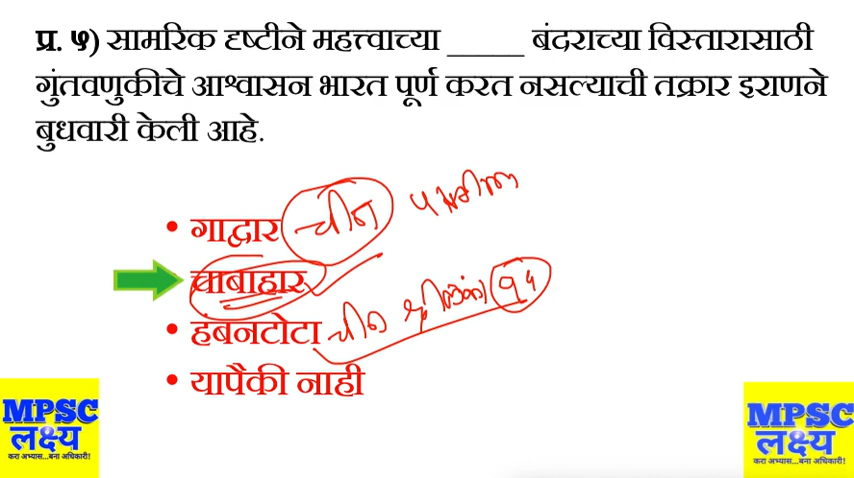 प्र. ५) सामरिक दृष्टीने महत्त्वाच्या _____ बंदराच्या विस्तारासाठी
गुंतवणुकीचे आश्वासन भारत पूर्ण करत नसल्याची तक्रार इराणने
बुधवारी केली आहे.
• गाद्वार चीन
• चाबाहार
• हंबनटोटा चीन श्रीलंका
• यापैकी नाही
MPSC
लक्ष्य
करा अभ्यास...बना अधिकारी!
MPSC
लक्ष्य
करा अभ्यास...बना अधिकारी!